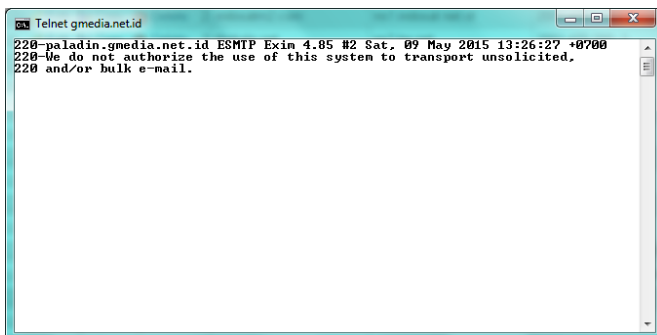 Telnet gmedia.net.id
220-paladin.gmedia.net.id ESMTP Exim 4.85 #2 Sat, 09 May 2015 13:26:27 +0700
220-We do not authorize the use of this system to transport unsolicited,
220 and/or bulk e-mail.